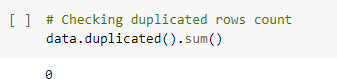 [ ] # Checking duplicated rows count
data.duplicated().sum()
0